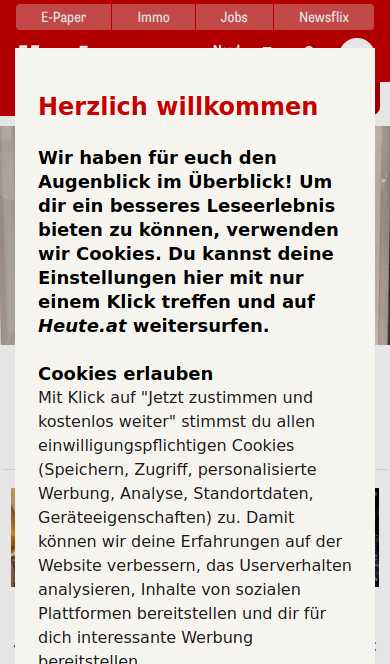 E-Paper Immo Jobs Newsflix
Herzlich willkommen
Wir haben für euch den
Augenblick im Überblick! Um
dir ein besseres Leseerlebnis
bieten zu können, verwenden
wir Cookies. Du kannst deine
Einstellungen hier mit nur
einem Klick treffen und auf
Heute.at weitersurfen.
Cookies erlauben
Mit Klick auf "Jetzt zustimmen und
kostenlos weiter" stimmst du allen
einwilligungspflichtigen Cookies
(Speichern, Zugriff, personalisierte
Werbung, Analyse, Standortdaten,
Geräteeigenschaften) zu. Damit
können wir deine Erfahrungen auf der
Website verbessern, das Userverhalten
analysieren, Inhalte von sozialen
Plattformen bereitstellen und dir für
dich interessante Werbung
bereitstellen